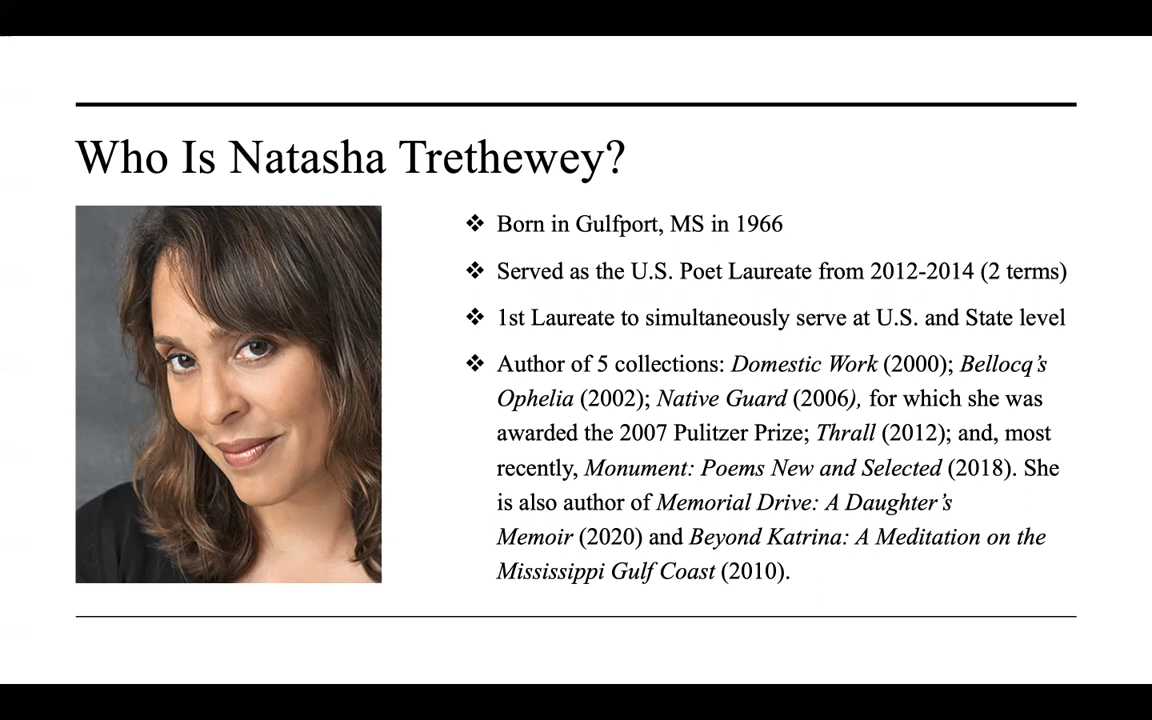 Who Is Natasha Trethewey?
❖ Born in Gulfport, MS in 1966
❖ Served as the U.S. Poet Laureate from 2012-2014 (2 terms)
❖ 1st Laureate to simultaneously serve at U.S. and State level
❖ Author of 5 collections: Domestic Work (2000); Bellocq’s
Ophelia (2002); Native Guard (2006), for which she was
awarded the 2007 Pulitzer Prize; Thrall (2012); and, most
recently, Monument: Poems New and Selected (2018). She
is also author of Memorial Drive: A Daughter’s
Memoir (2020) and Beyond Katrina: A Meditation on the
Mississippi Gulf Coast (2010).